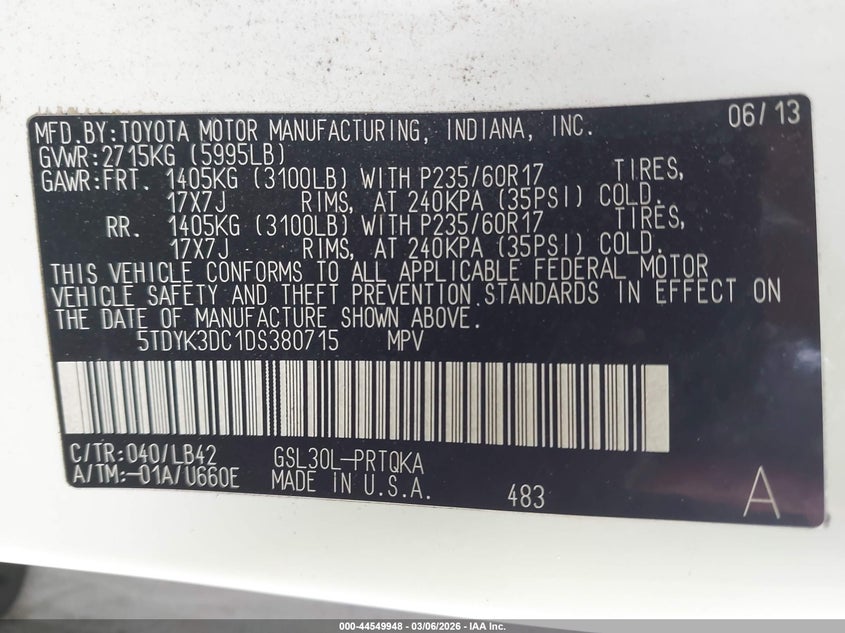 06/13
MFD.BY:TOYOTA MOTOR MANUFACTURING, INDIANA, INC.
GVWR:2715KG (5995LB)
GAWR:FRT. 1405KG (3100LB) WITH P235/60R17 TIRES,
17X7J RIMS, AT 240KPA (35PSI) COLD.
RR. 1405KG (3100LB) WITH P235/60R17 TIRES,
17X7J RIMS, AT 240KPA (35PSI) COLD.
THIS VEHICLE CONFORMS TO ALL APPLICABLE FEDERAL MOTOR
VEHICLE SAFETY AND THEFT PREVENTION STANDARDS IN EFFECT ON
THE DATE OF MANUFACTURE SHOWN ABOVE.
5TDYK3DC1DS380715 MPV
C/TR:040/LB42 GSL30L-PRTQKA
A/TM:-01A/U660E MADE IN U.S.A. 483 A
000-44549948 - 03/06/2026 - IAA Inc.